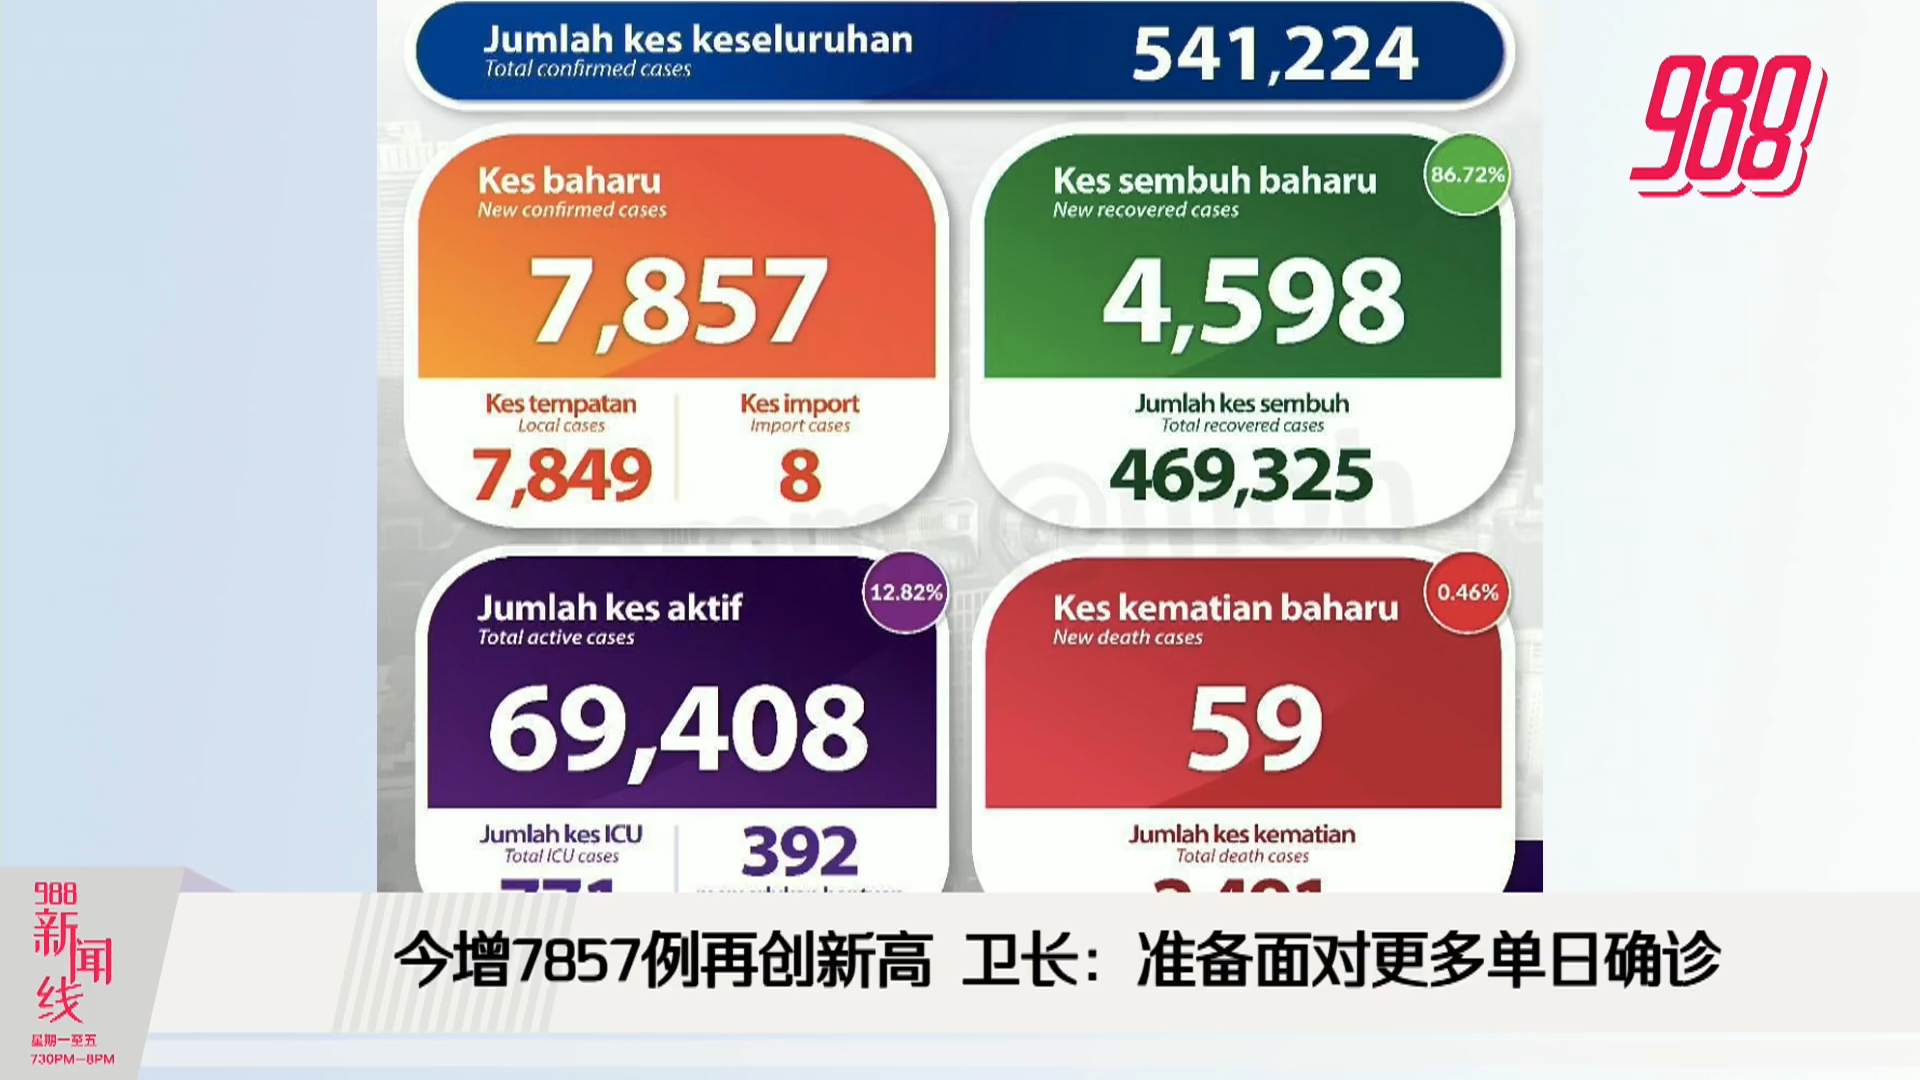 Jumlah kes keseluruhan
Total confirmed cases
541,224
988
Kes baharu
New confirmed cases
7,857
Kes tempatan
Local cases
7,849
Kes import
Import cases
8
Kes sembuh baharu
New recovered cases
86.72%
4,598
Jumlah kes sembuh
Total recovered cases
469,325
Jumlah kes aktif
Total active cases
12.82%
69,408
Jumlah kes ICU
Total ICU cases
771
392
Kes kematian baharu
New death cases
0.46%
59
Jumlah kes kematian
Total death cases
988
新闻线
星期一至五
730PM-8PM
今增7857例再创新高 卫长：准备面对更多单日确诊